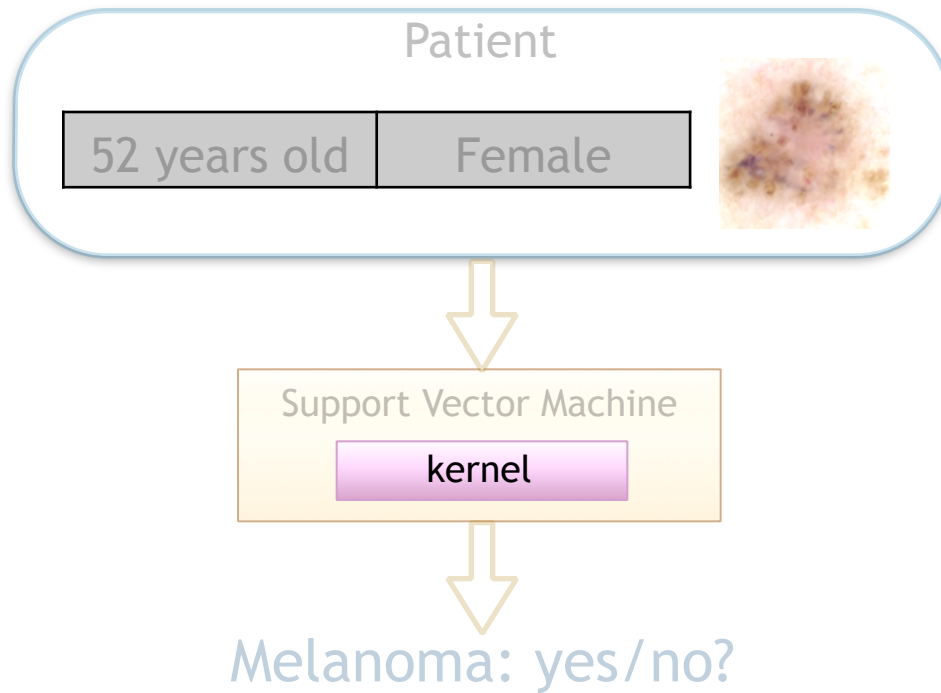 Patient
52 years old Female
Support Vector Machine
kernel
Melanoma: yes/no?